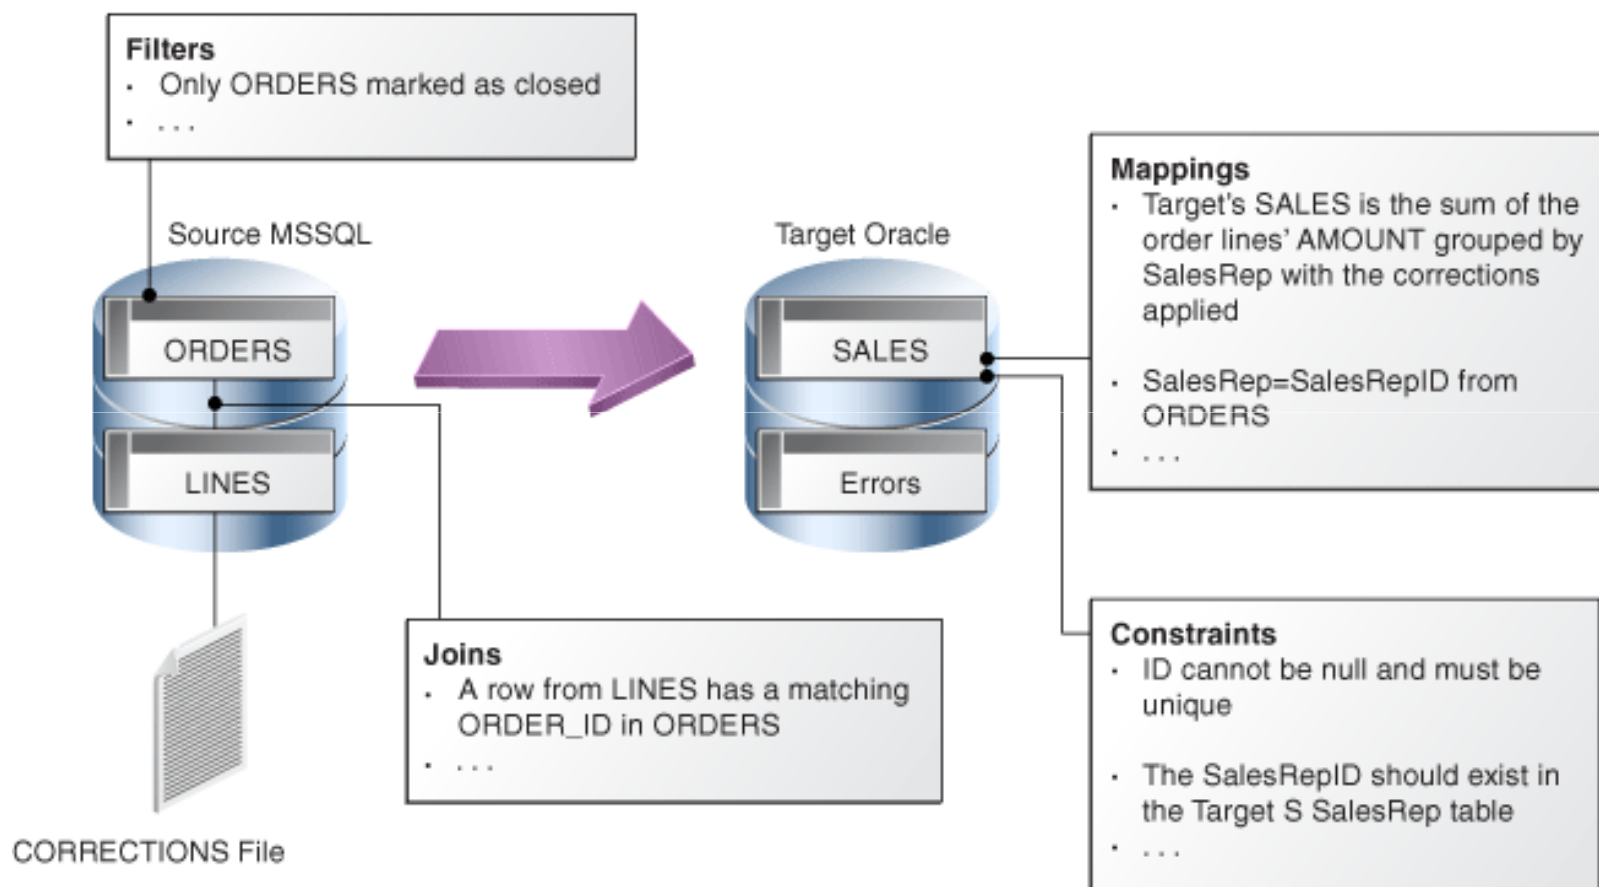 Filters
· Only ORDERS marked as closed
· . . .
Source MSSQL
ORDERS
LINES
CORRECTIONS File
Joins
· A row from LINES has a matching
ORDER_ID in ORDERS
· . . .
Target Oracle
SALES
Errors
Mappings
· Target's SALES is the sum of the
order lines' AMOUNT grouped by
SalesRep with the corrections
applied
· SalesRep=SalesRepID from
ORDERS
· . . .
Constraints
· ID cannot be null and must be
unique
· The SalesRepID should exist in
the Target S SalesRep table
· . . .